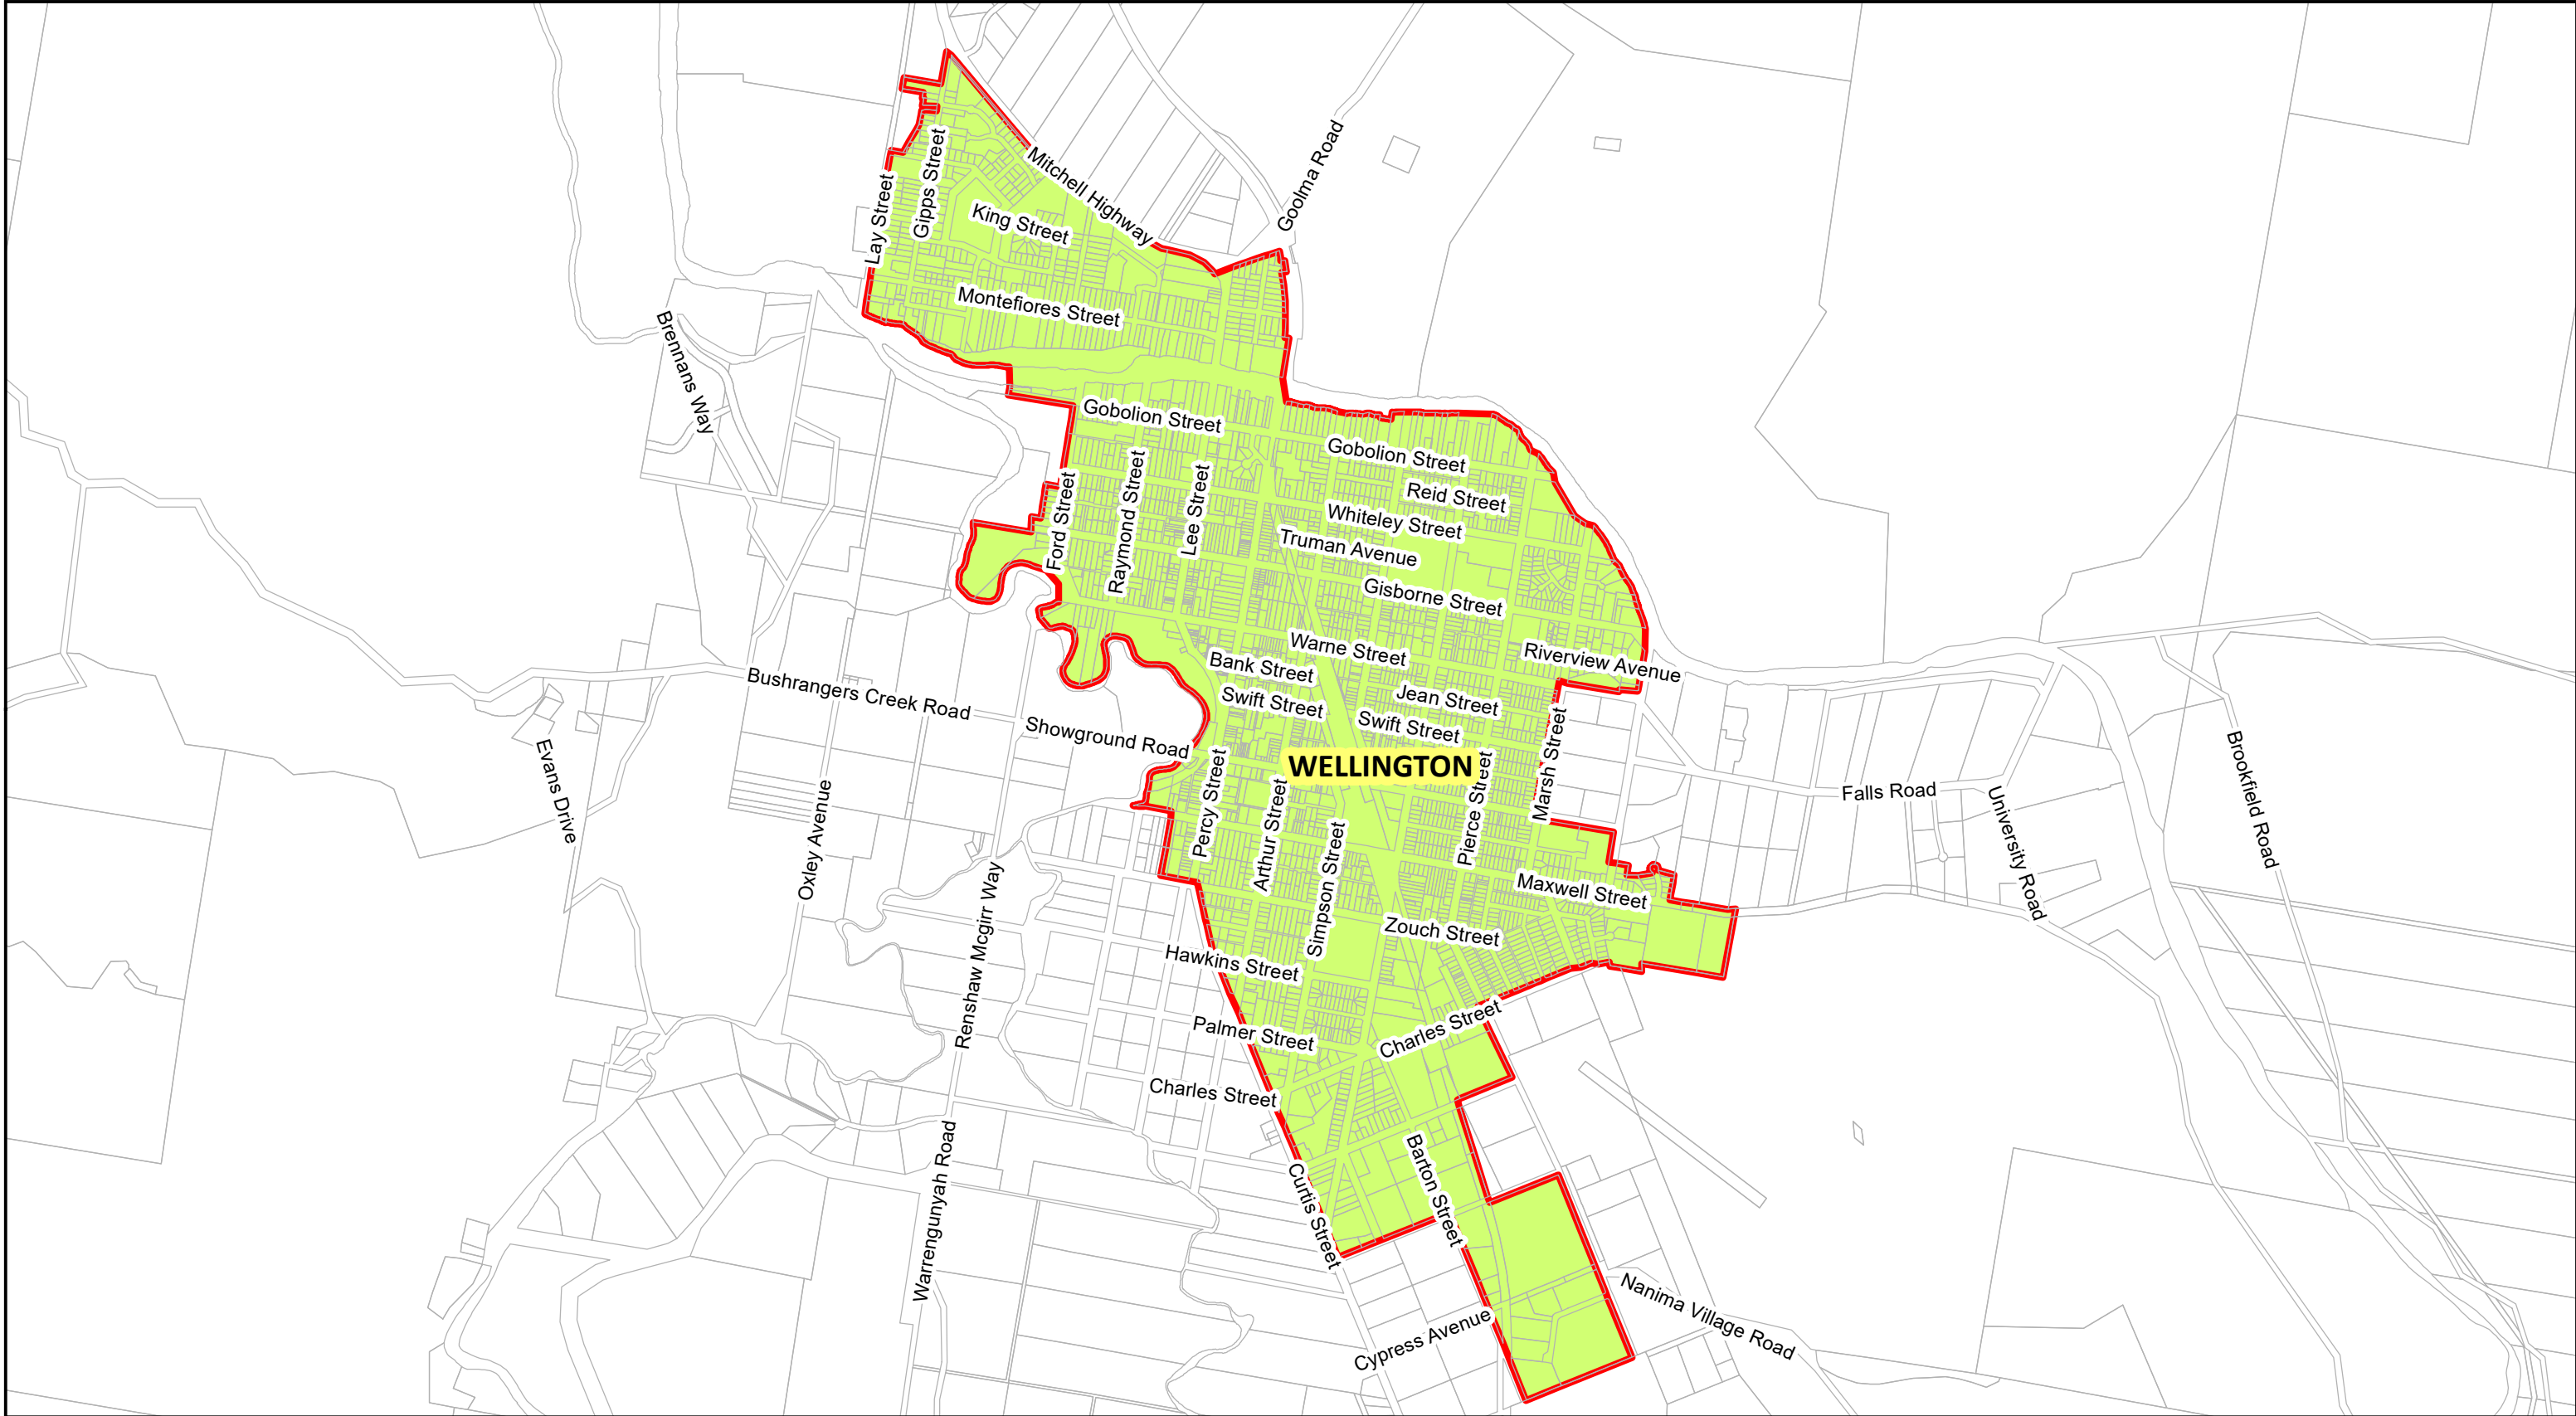 Goolma Road
Mitchell Highway
Gipps Street
Lay Street
King Street
Montefiores Street
Brennans Way
Gobolion Street
Gobolion Street
Reid Street
Ford Street
Raymond Street
Lee Street
Whiteley Street
Truman Avenue
Gisborne Street
Warne Street
Riverview Avenue
Bank Street
Bushrangers Creek Road
Swift Street
Jean Street
Swift Street
Showground Road
Marsh Street
WELLINGTON
Evans Drive
Percy Street
Pierce Street
Falls Road
Brookfield Road
Oxley Avenue
Arthur Street
Simpson Street
University Road
Maxwell Street
Renshaw Mcgirr Way
Zouch Street
Hawkins Street
Palmer Street
Charles Street
Charles Street
Warrengunyah Road
Barton Street
Curtis Street
Nanima Village Road
Cypress Avenue